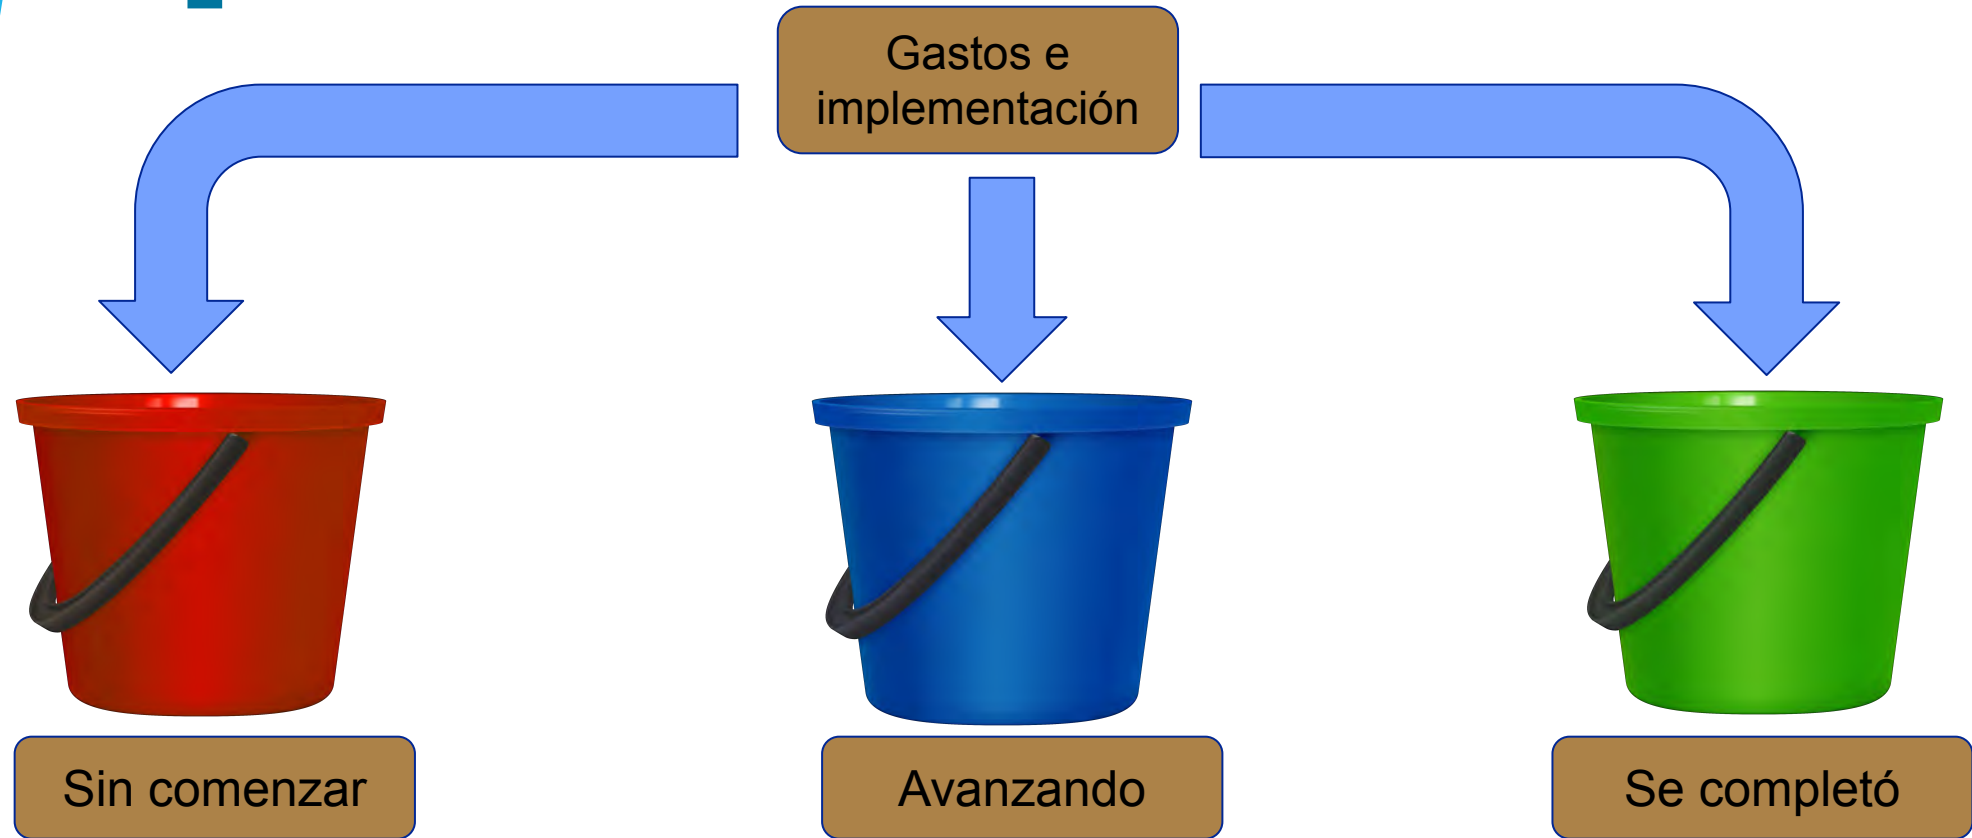 Gastos e
implementación
Sin comenzar
Avanzando
Se completó